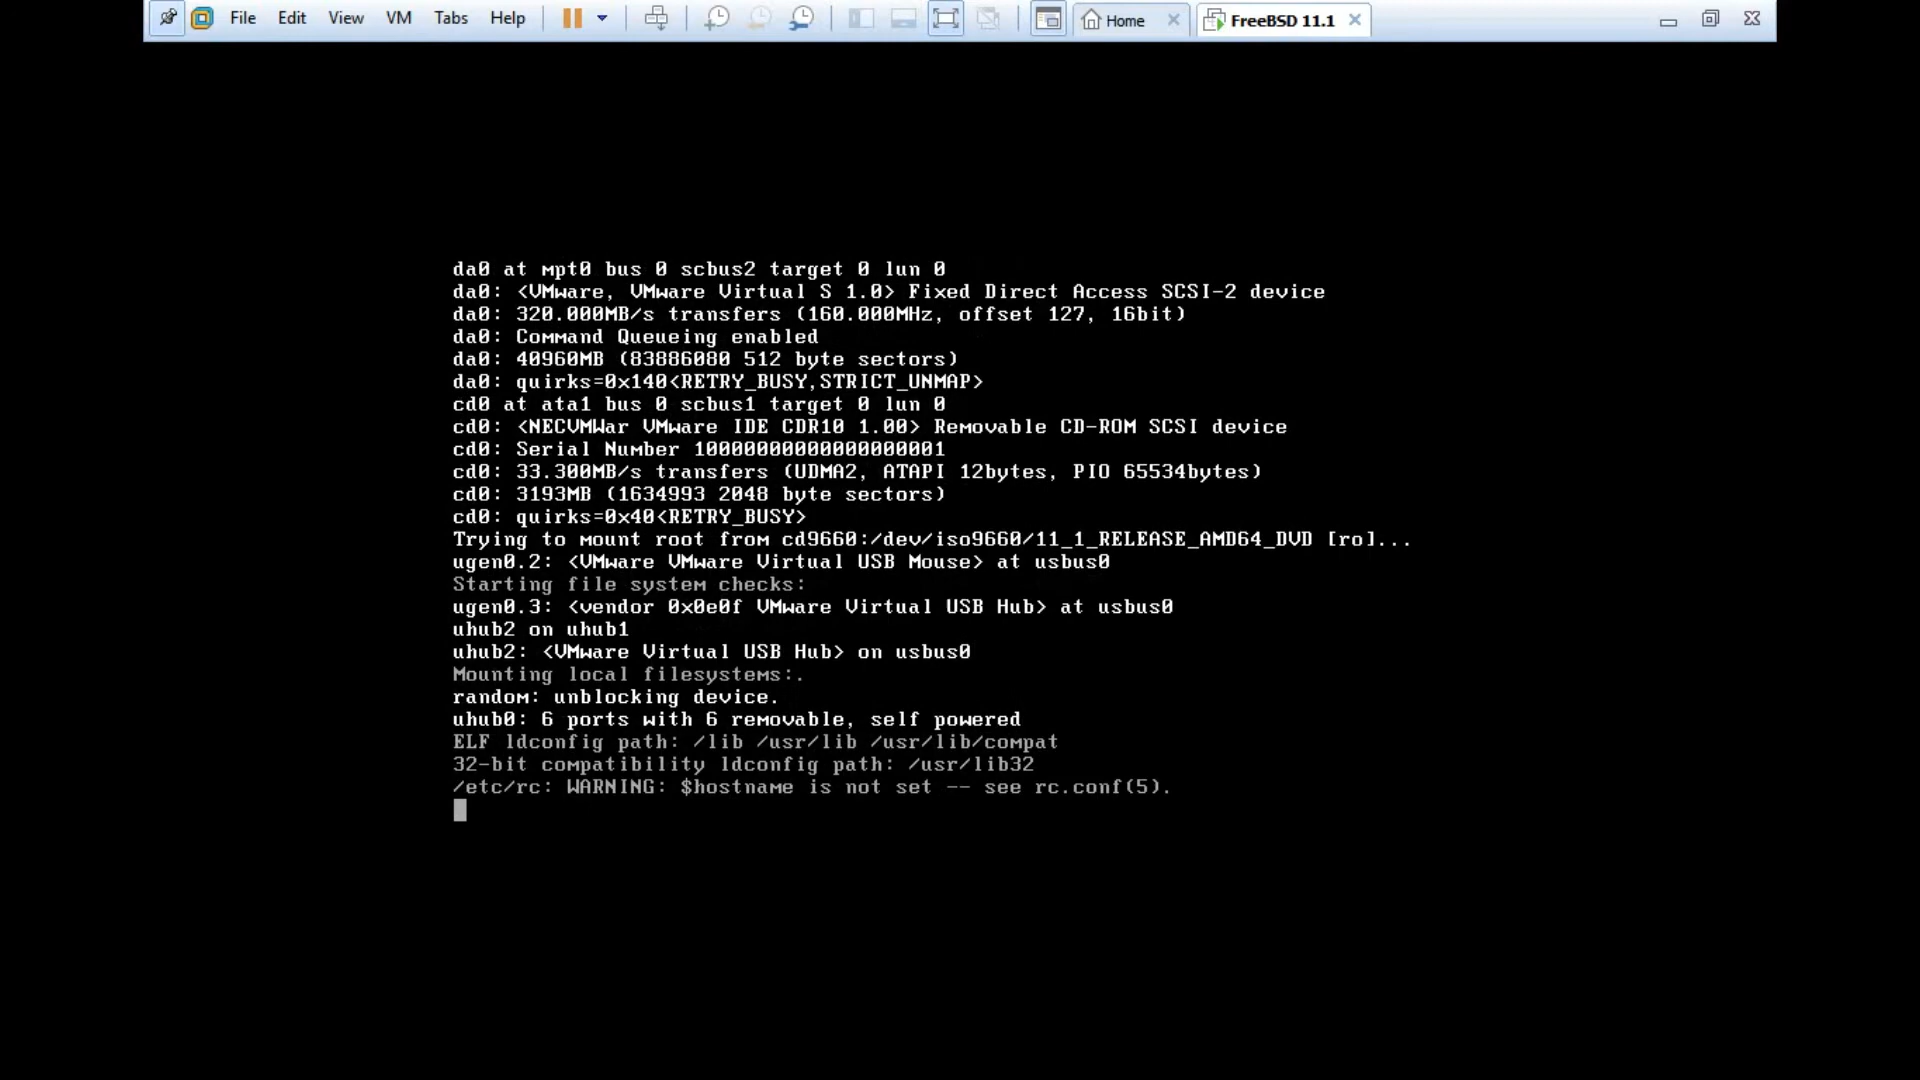 File Edit View VM Tabs Help Home FreeBSD 11.1
da0 at mpt0 bus 0 scbus2 target 0 lun 0
da0: <VMware, VMware Virtual S 1.0> Fixed Direct Access SCSI-2 device
da0: 320.000MB/s transfers (160.000MHz, offset 127, 16bit)
da0: Command Queueing enabled
da0: 40960MB (83886080 512 byte sectors)
da0: quirks=0x140<RETRY_BUSY,STRICT_UNMAP>
cd0 at ata1 bus 0 scbus1 target 0 lun 0
cd0: <NECVMWar VMware IDE CDR10 1.00> Removable CD-ROM SCSI device
cd0: Serial Number 10000000000000000001
cd0: 33.300MB/s transfers (UDMA2, ATAPI 12bytes, PIO 65534bytes)
cd0: 3193MB (1634993 2048 byte sectors)
cd0: quirks=0x40<RETRY_BUSY>
Trying to mount root from cd9660:/dev/iso9660/11_1_RELEASE_AMD64_DVD [ro]...
ugen0.2: <VMware VMware Virtual USB Mouse> at usbus0
Starting file system checks:
ugen0.3: <vendor 0x0e0f VMware Virtual USB Hub> at usbus0
uhub2 on uhub1
uhub2: <VMware Virtual USB Hub> on usbus0
Mounting local filesystems:.
random: unblocking device.
uhub0: 6 ports with 6 removable, self powered
ELF ldconfig path: /lib /usr/lib /usr/lib/compat
32-bit compatibility ldconfig path: /usr/lib32
/etc/rc: WARNING: $hostname is not set -- see rc.conf(5).